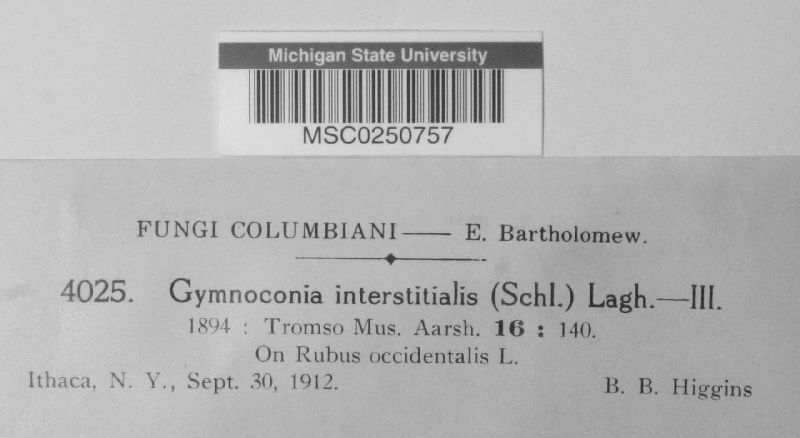 Michigan State University
MSC0250757
FUNGI COLUMBIANI— E. Bartholomew.
4025. Gymnoconia interstitialis (Schl.) Lagh.—III.
1894 : Tromso Mus. Aarsh. 16 : 140.
On Rubus occidentalis L.
Ithaca, N. Y., Sept. 30, 1912. B. B. Higgins